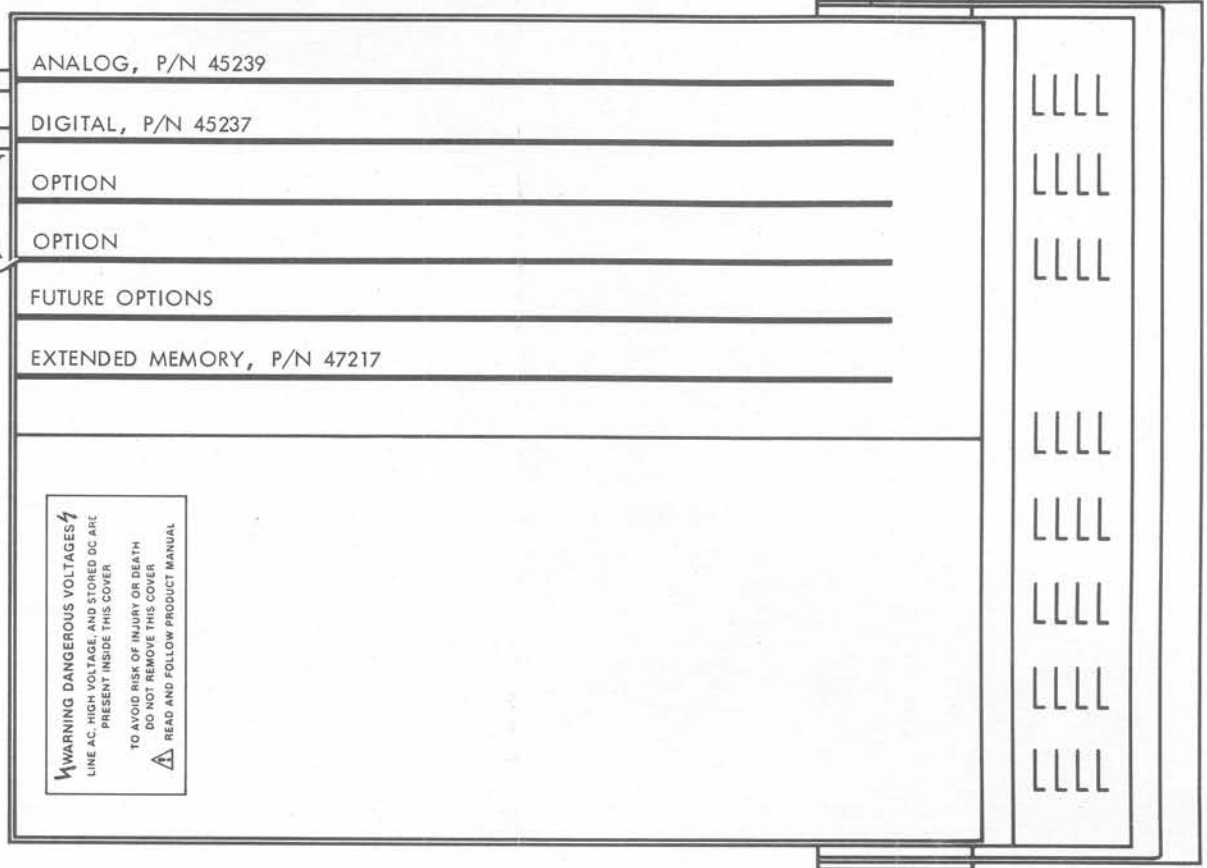 ANALOG, P/N 45239
DIGITAL, P/N 45237
OPTION
OPTION
FUTURE OPTIONS
EXTENDED MEMORY, P/N 47217
WARNING DANGEROUS VOLTAGES
LINE AC, HIGH VOLTAGE, AND STORED DC ARE
PRESENT INSIDE THIS COVER
TO AVOID RISK OF INJURY OR DEATH
DO NOT REMOVE THIS COVER
READ AND FOLLOW PRODUCT MANUAL